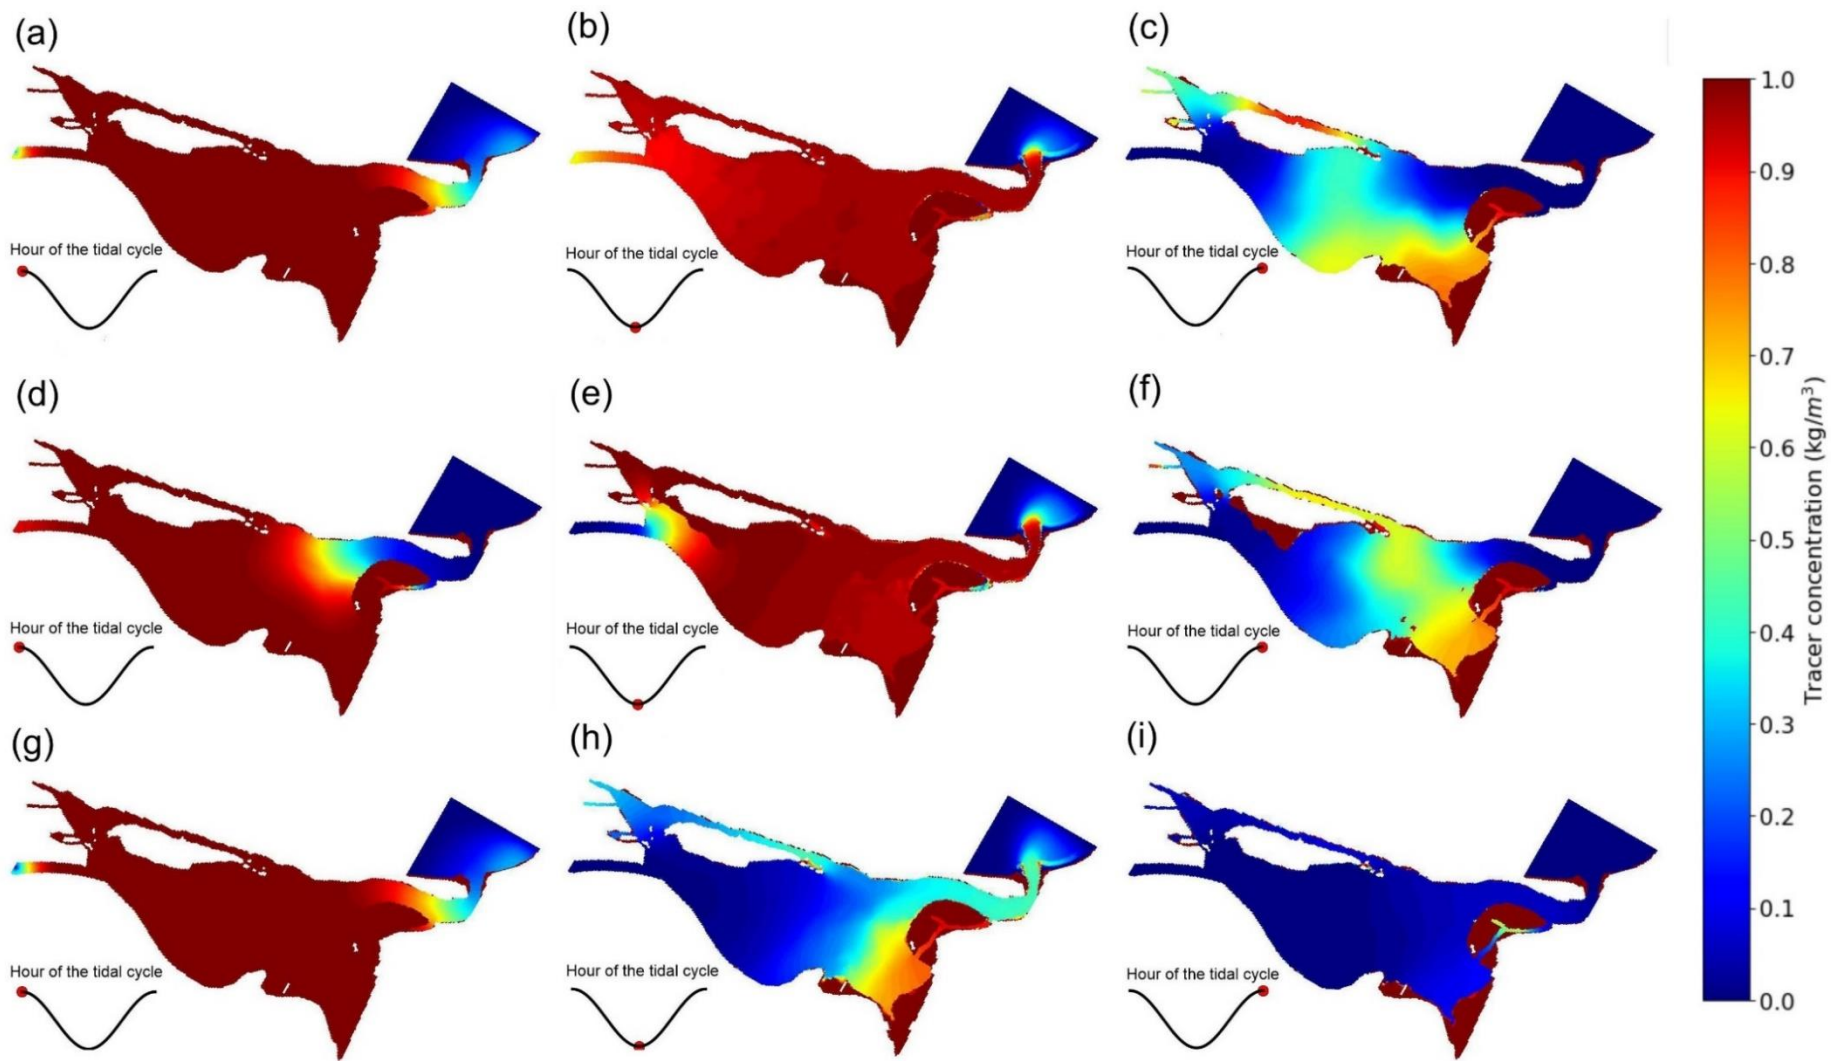 (a)
(b)
(c)
Hour of the tidal cycle
Hour of the tidal cycle
Hour of the tidal cycle
(d)
(e)
(f)
Hour of the tidal cycle
Hour of the tidal cycle
Hour of the tidal cycle
(g)
(h)
(i)
Hour of the tidal cycle
Hour of the tidal cycle
Hour of the tidal cycle
1.0
0.9
0.8
0.7
0.6
0.5
0.4
0.3
0.2
0.1
0.0
Tracer concentration (kg/m³)